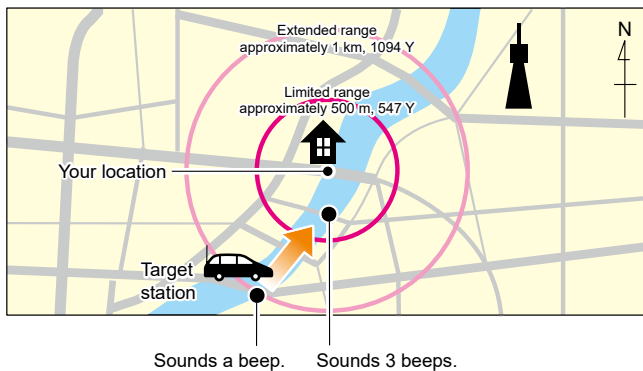 Extended range
approximately 1 km, 1094 Y
N
Limited range
approximately 500 m, 547 Y
Your location
Target
station
Sounds a beep.
Sounds 3 beeps.